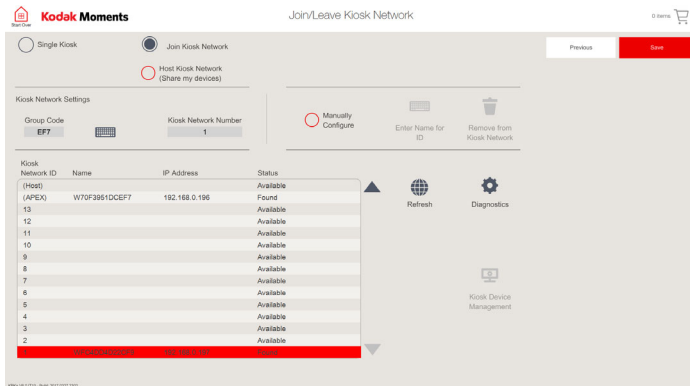 Kodak Moments
Join/Leave Kiosk Network
0 items
Start Over
Single Kiosk
Join Kiosk Network
Previous
Save
Host Kiosk Network
(Share my devices)
Kiosk Network Settings
Group Code
Kiosk Network Number
EF7
1
Manually
Configure
Enter Name for
ID
Remove from
Kiosk Network
Kiosk
Network ID Name IP Address Status
(Host) Available
(APEX) W70F3951DCEF7 192.168.0.196 Found
13 Available
12 Available
11 Available
10 Available
9 Available
8 Available
7 Available
6 Available
5 Available
4 Available
3 Available
2 Available
Refresh
Diagnostics
Kiosk Device
Management